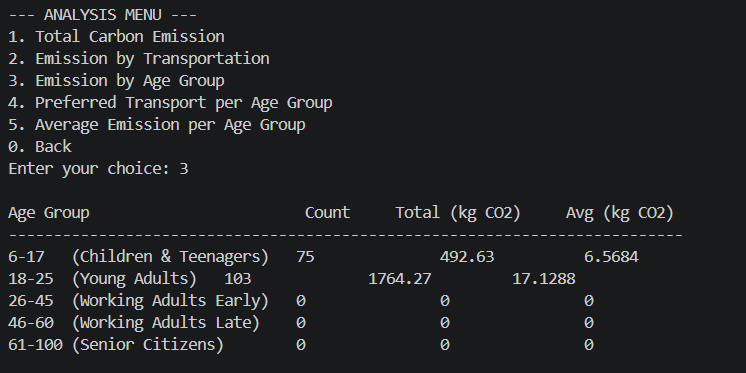 --- ANALYSIS MENU ---
1. Total Carbon Emission
2. Emission by Transportation
3. Emission by Age Group
4. Preferred Transport per Age Group
5. Average Emission per Age Group
0. Back
Enter your choice: 3

Age Group                        Count     Total (kg CO2)     Avg (kg CO2)
---------------------------------------------------------------------------
6-17   (Children & Teenagers)   75              492.63          6.5684
18-25  (Young Adults)   103             1764.27         17.1288
26-45  (Working Adults Early)   0               0               0
46-60  (Working Adults Late)    0               0               0
61-100 (Senior Citizens)        0               0               0